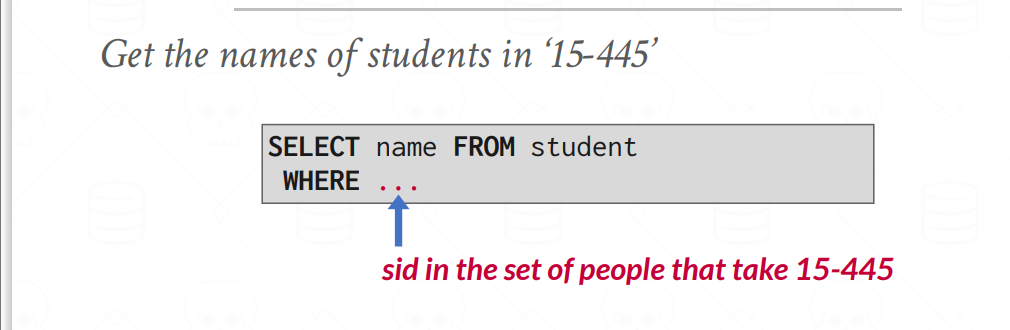 Get the names of students in ‘15-445’
SELECT name FROM student
WHERE ...
sid in the set of people that take 15-445